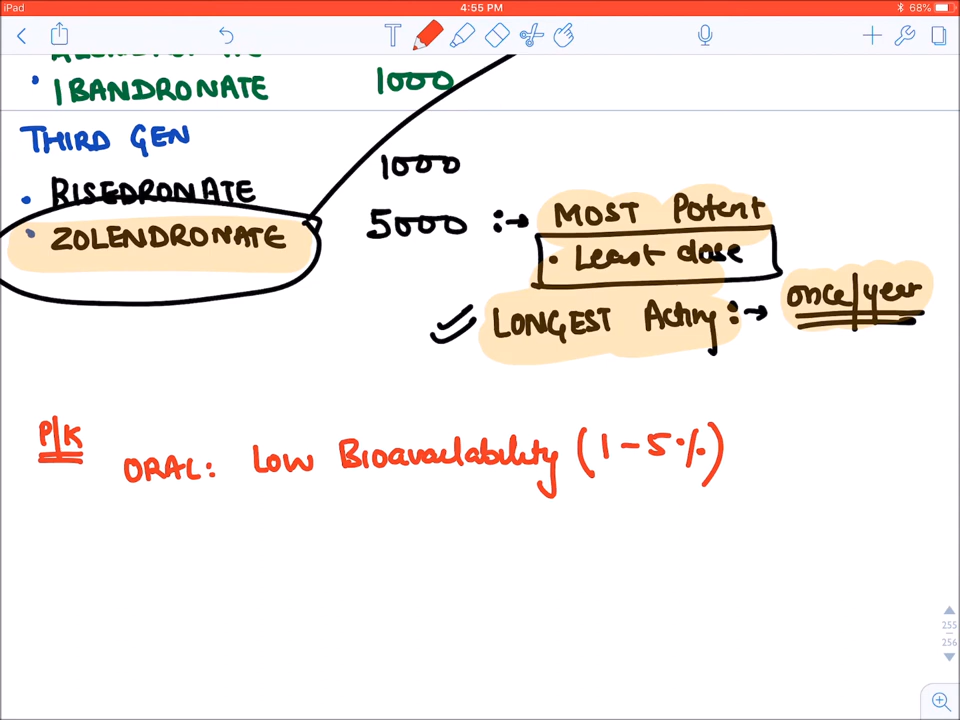 iPad 4:55 PM 68%
T
• IBANDRONATE 1000
THIRD GEN
• RISEDRONATE 1000
• ZOLENDRONATE 5000 :→ MOST Potent
• Least dose
LONGEST Acting :→ once/year
P/K
ORAL: Low Bioavailability (1-5%)
255
256